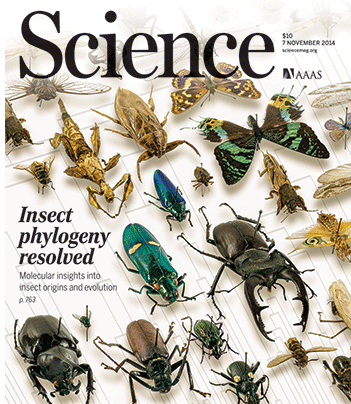 Science
$10
7 NOVEMBER 2014
sciencemag.org
AAAS
Insect
phylogeny
resolved
Molecular insights into
insect origins and evolution
p. 763